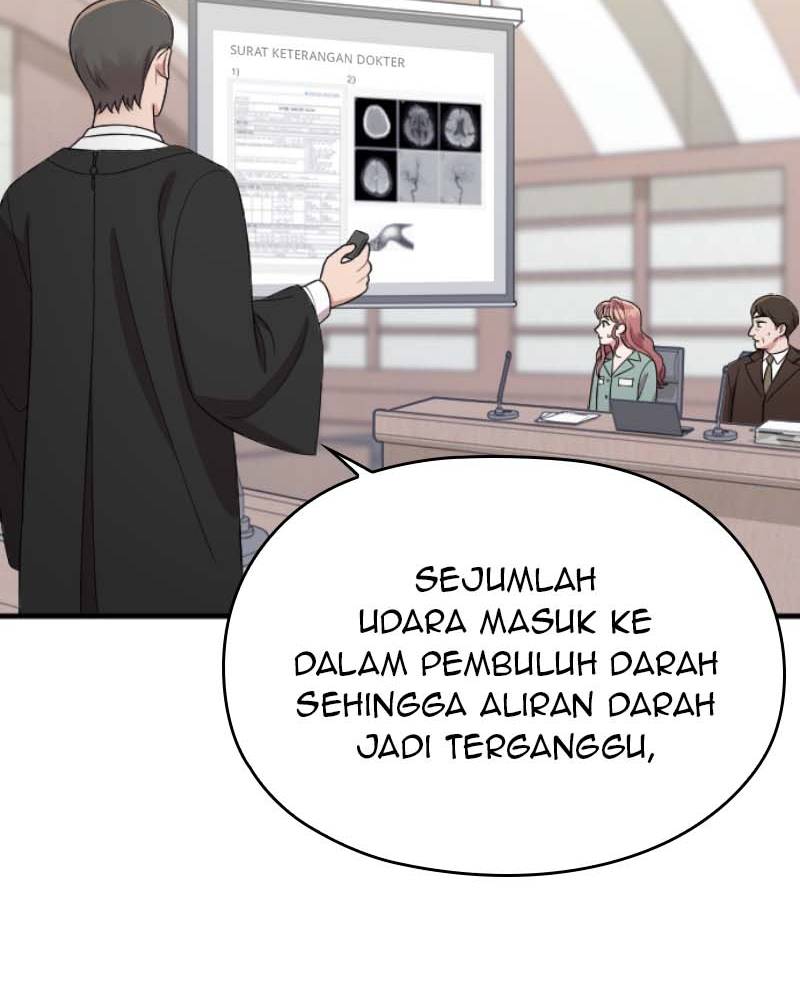 SURAT KETERANGAN DOKTER
1)
2)
SEJUMLAH
UDARA MASUK KE
DALAM PEMBULUH DARAH
SEHINGGA ALIRAN DARAH
JADI TERGANGGU,